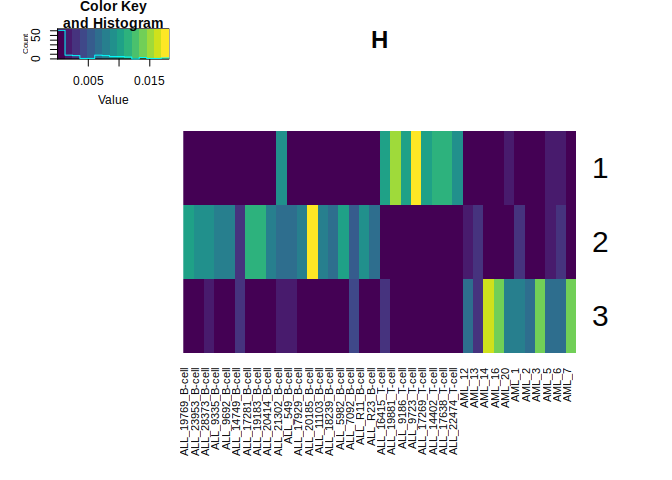 Color Key
and Histogram
Count
0
50
0.005
0.015
Value
H
1
2
3
ALL_19769_B-cell
ALL_23953_B-cell
ALL_28373_B-cell
ALL_9335_B-cell
ALL_9692_B-cell
ALL_14749_B-cell
ALL_17281_B-cell
ALL_19183_B-cell
ALL_20414_B-cell
ALL_21302_B-cell
ALL_549_B-cell
ALL_17929_B-cell
ALL_20185_B-cell
ALL_11103_B-cell
ALL_18239_B-cell
ALL_5982_B-cell
ALL_7092_B-cell
ALL_R11_B-cell
ALL_R23_B-cell
ALL_16415_T-cell
ALL_19881_T-cell
ALL_9186_T-cell
ALL_9723_T-cell
ALL_17269_T-cell
ALL_14402_T-cell
ALL_17638_T-cell
ALL_22474_T-cell
AML_12
AML_13
AML_14
AML_16
AML_20
AML_1
AML_2
AML_3
AML_5
AML_6
AML_7